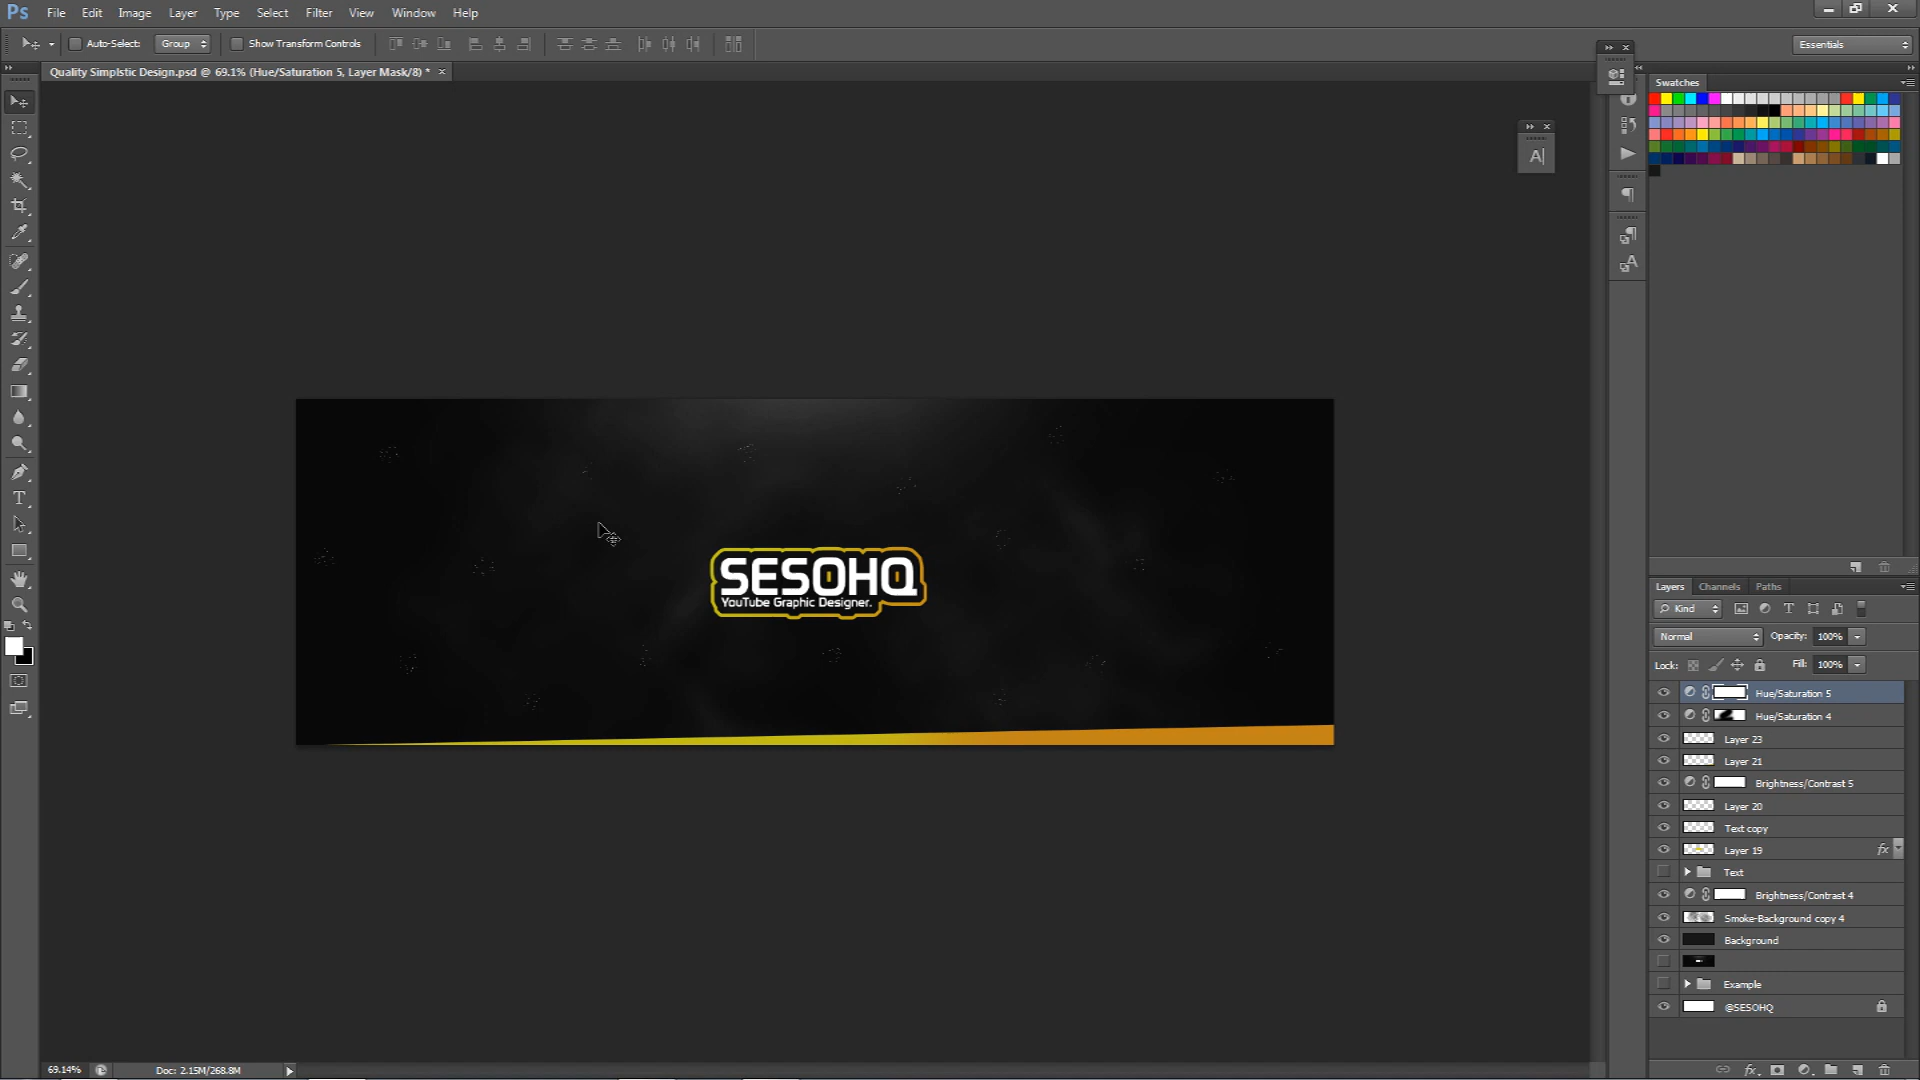 Ps File Edit Image Layer Type Select Filter View Window Help
Auto-Select: Group Show Transform Controls Essentials
Quality Simplstic Design.psd @ 69.1% (Hue/Saturation 5, Layer Mask/8) * ×
Swatches
A
SESOHQ
YouTube Graphic Designer.
Layers Channels Paths
Kind
Normal Opacity: 100%
Lock: Fill: 100%
Hue/Saturation 5
Hue/Saturation 4
Layer 23
Layer 21
Brightness/Contrast 5
Layer 20
Text copy
Layer 19 fx
Text
Brightness/Contrast 4
Smoke-Background copy 4
Background
Example
@SESOHQ
69.14% Doc: 2.15M/268.8M
fx